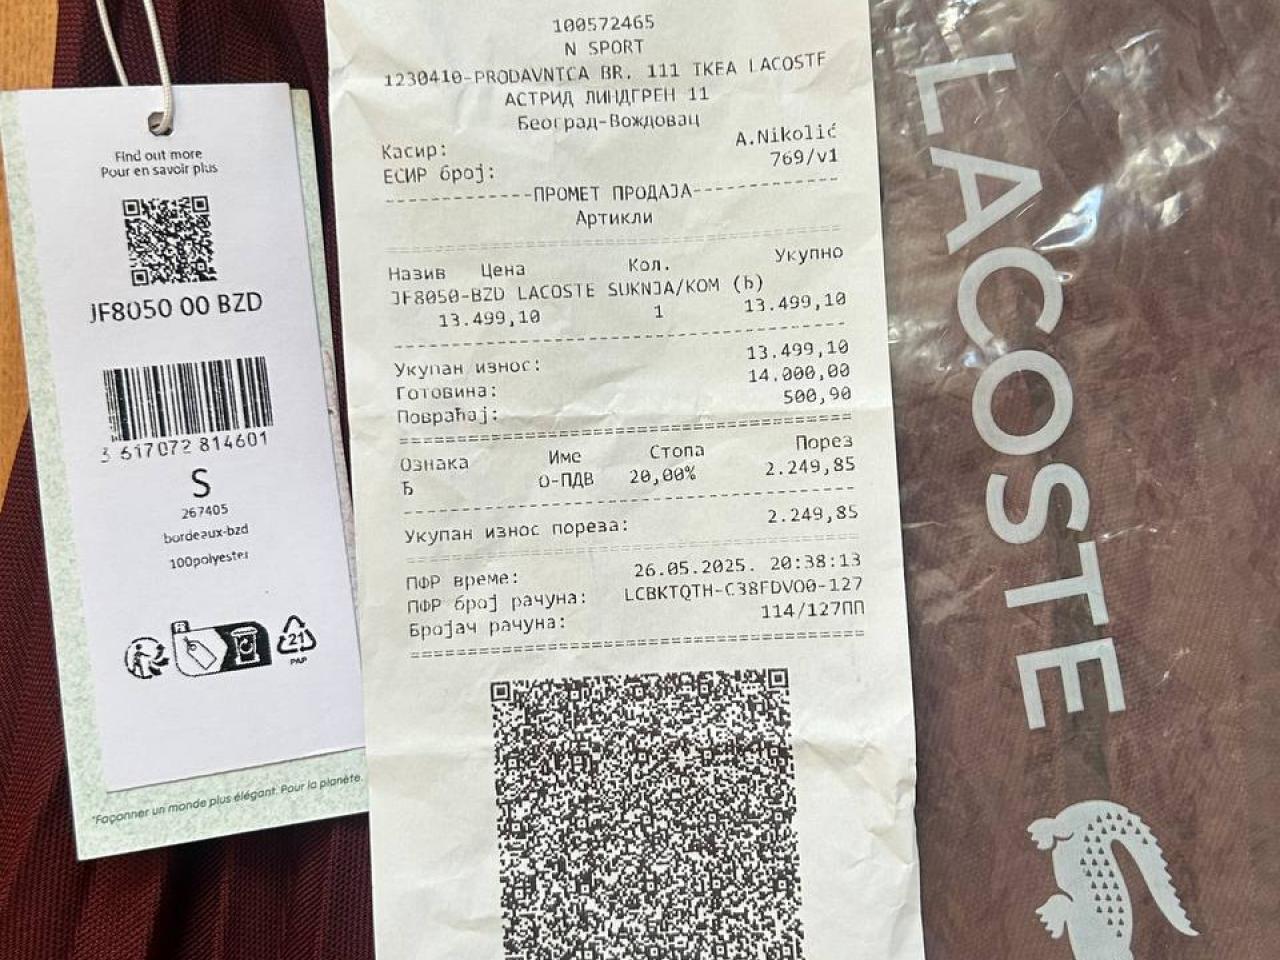 Find out more
Pour en savoir plus
JF8050 00 BZD
3 617072 814601
S
267405
bordeaux-bzd
100polyester
21
PAP
"Façonner un monde plus élégant. Pour la planète.
100572465
N SPORT
1230410-PRODAVNICA BR. 111 IKEA LACOSTE
АСТРИД ЛИНДГРЕН 11
Београд-Вождовац
Касир: A.Nikolić
ЕСИР број: 769/v1
------------ПРОМЕТ ПРОДАЈА------------
Артикли
========================================
Назив Цена Кол. Укупно
JF8050-BZD LACOSTE SUKNJA/KOM (Ђ)
13.499,10 1 13.499,10
----------------------------------------
Укупан износ: 13.499,10
Готовина: 14.000,00
Повраћај: 500,90
========================================
Ознака Име Стопа Порез
Ђ О-ПДВ 20,00% 2.249,85
----------------------------------------
Укупан износ пореза: 2.249,85
========================================
ПФР време: 26.05.2025. 20:38:13
ПФР број рачуна: LCBKTQTH-C38FDVO0-127
Бројач рачуна: 114/127ПП
========================================
LACOSTE